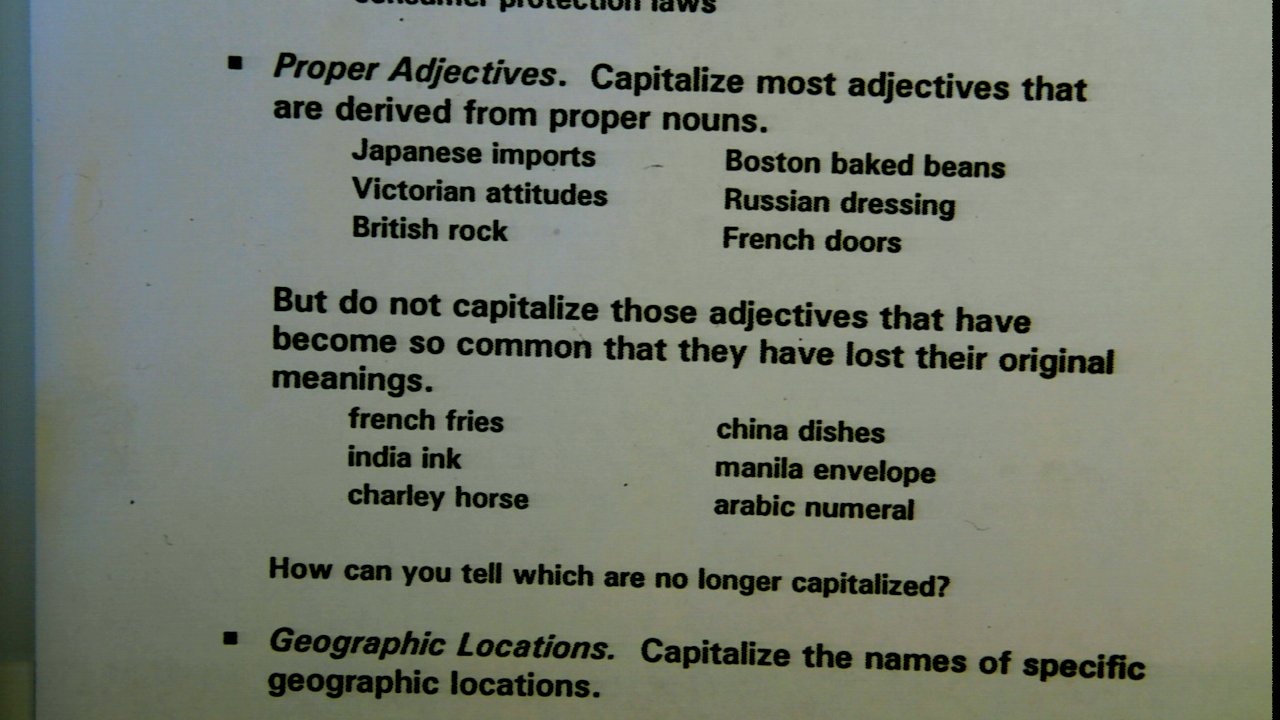 consumer protection laws
▪ Proper Adjectives. Capitalize most adjectives that
are derived from proper nouns.
Japanese imports Boston baked beans
Victorian attitudes Russian dressing
British rock French doors
But do not capitalize those adjectives that have
become so common that they have lost their original
meanings.
french fries china dishes
india ink manila envelope
charley horse arabic numeral
How can you tell which are no longer capitalized?
▪ Geographic Locations. Capitalize the names of specific
geographic locations.